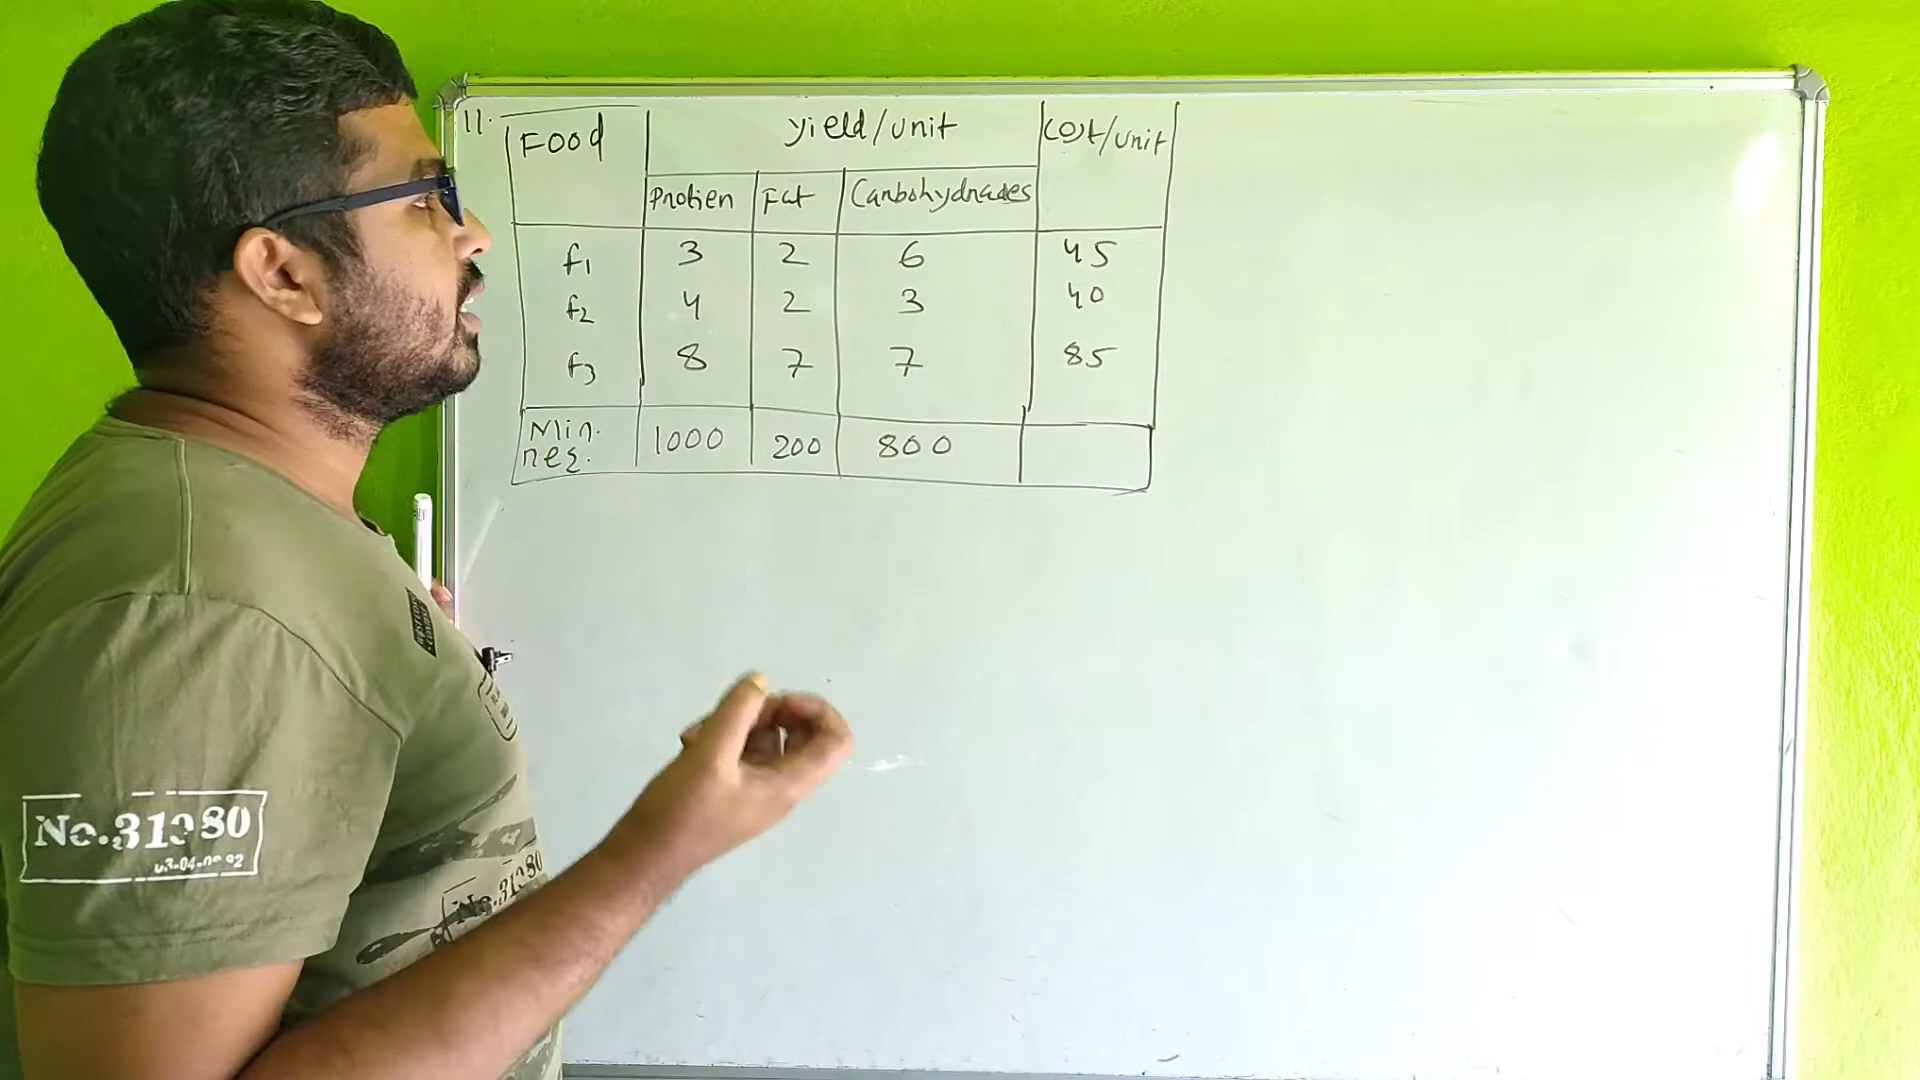 11.
Food yield/unit cost/unit
Protien Fat Carbohydrades
f1 3 2 6 45
f2 4 2 3 40
f3 8 7 7 85
Min. 1000 200 800
req.
No.31980